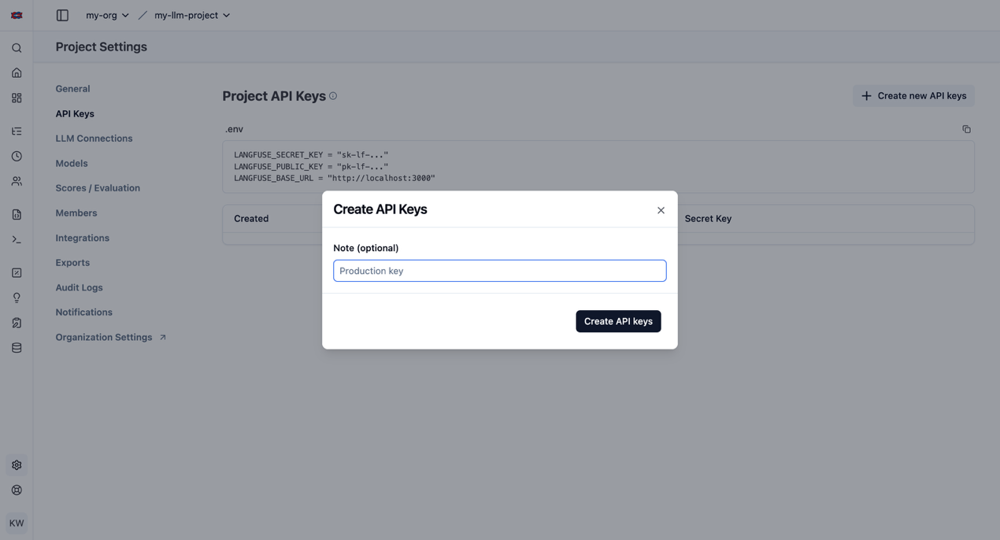 my-org
my-llm-project
Project Settings
General
API Keys
LLM Connections
Models
Scores / Evaluation
Members
Integrations
Exports
Audit Logs
Notifications
Organization Settings
Project API Keys
Create new API keys
.env
LANGFUSE_SECRET_KEY = "sk-lf-..."
LANGFUSE_PUBLIC_KEY = "pk-lf-..."
LANGFUSE_BASE_URL = "http://localhost:3000"
Created
Secret Key
Create API Keys
Note (optional)
Production key
Create API keys
KW